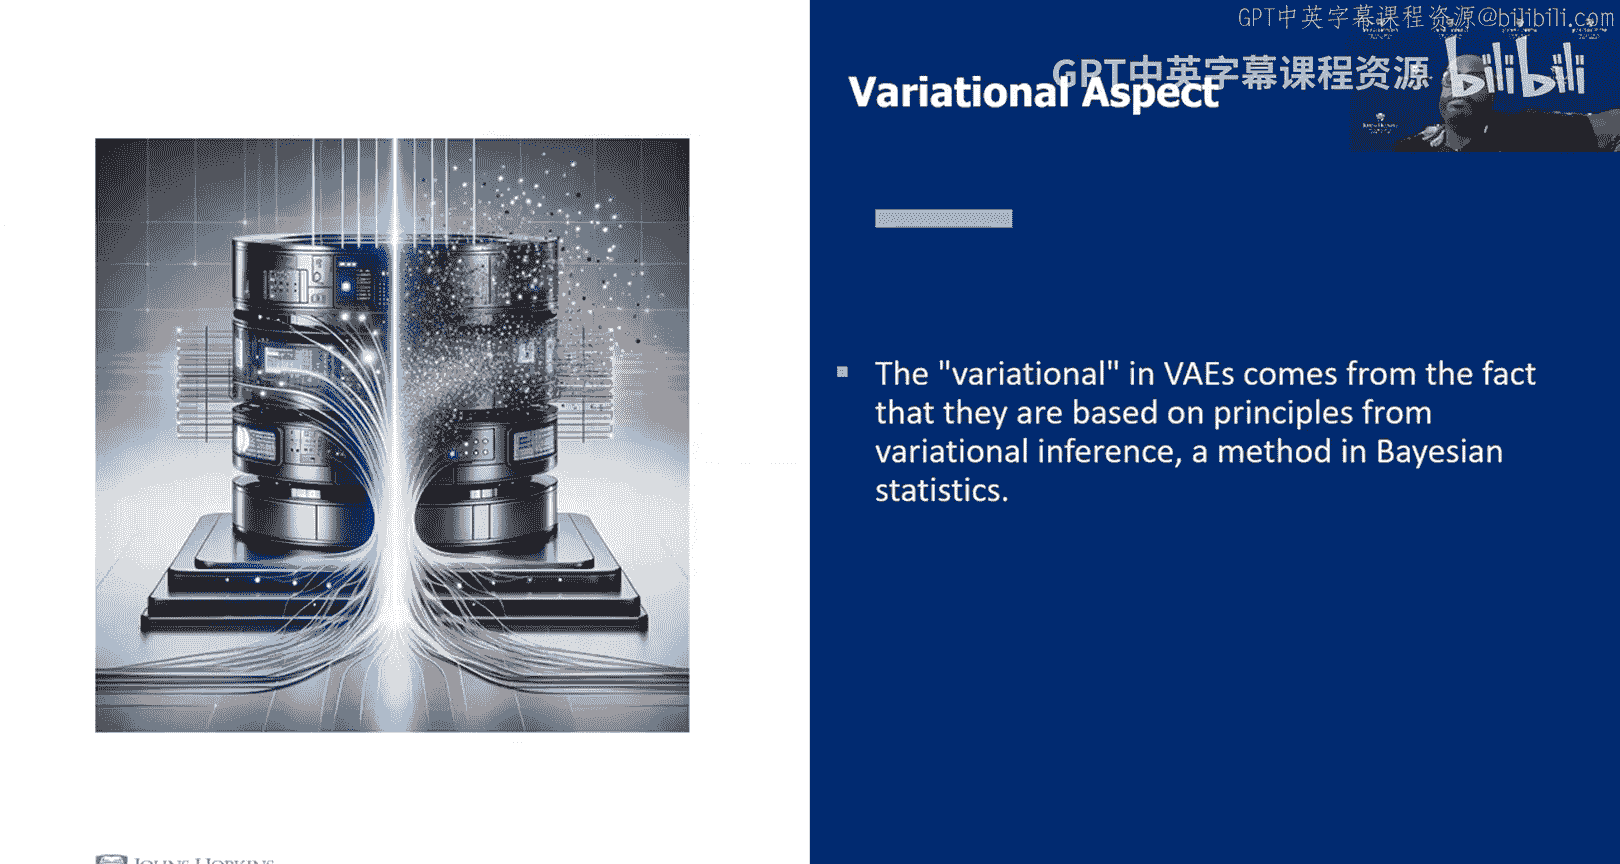 GPT中英字幕课程资源@bilibili.com
GPT中英字幕课程资源 bilibili
Variational Aspect
The "variational" in VAEs comes from the fact
that they are based on principles from
variational inference, a method in Bayesian
statistics.
JOHNS HOPKINS